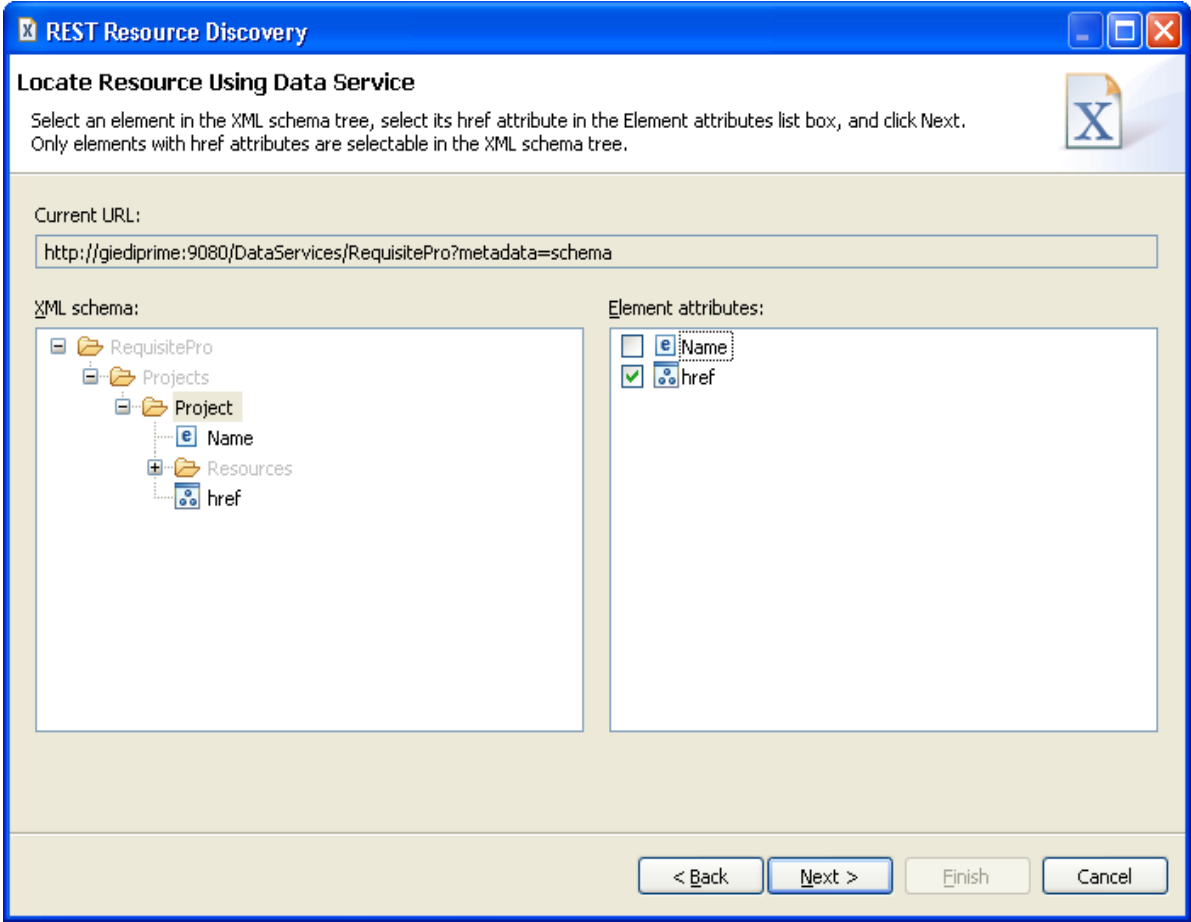 REST Resource Discovery
Locate Resource Using Data Service
Select an element in the XML schema tree, select its href attribute in the Element attributes list box, and click Next.
Only elements with href attributes are selectable in the XML schema tree.
X
Current URL:
http://giediprime:9080/DataServices/RequisitePro?metadata=schema
XML schema:
RequisitePro
Projects
Project
e Name
Resources
href
Element attributes:
e Name
href
< Back
Next >
Finish
Cancel